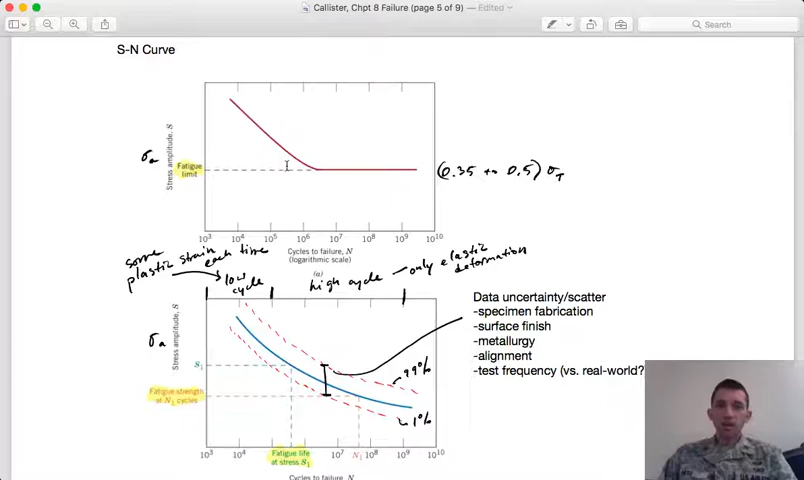 Callister, Chpt 8 Failure (page 5 of 9) — Edited
Search
S-N Curve
σa
Stress amplitude, S
Fatigue
limit
(0.35 to 0.5) σT
10³ 10⁴ 10⁵ 10⁶ 10⁷ 10⁸ 10⁹ 10¹⁰
Cycles to failure, N
(logarithmic scale)
(a)
some
plastic strain
each time
low
cycle
high cycle
only elastic
deformation
σa
Stress amplitude, S
S₁
Fatigue strength
at N₁ cycles
99%
1%
10³ 10⁴ Fatigue life
at stress S₁
N₁
10⁷ 10⁸ 10⁹ 10¹⁰
Cycles to failure, N
Data uncertainty/scatter
-specimen fabrication
-surface finish
-metallurgy
-alignment
-test frequency (vs. real-world?